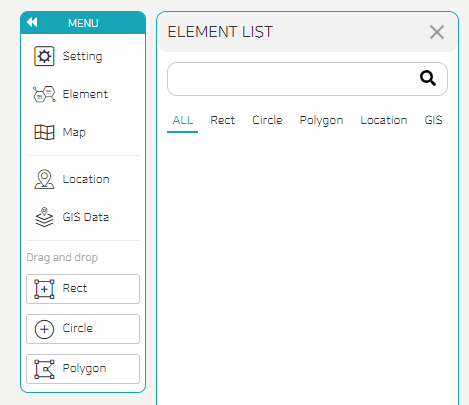 MENU
Setting
Element
Map
Location
GIS Data
Drag and drop
Rect
Circle
Polygon
ELEMENT LIST
ALL Rect Circle Polygon Location GIS